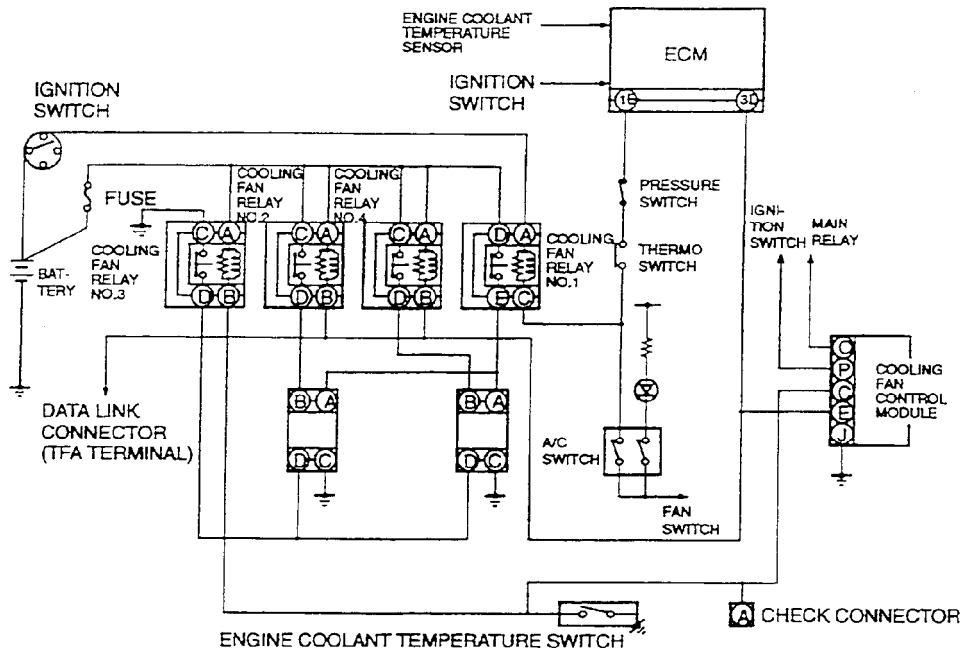 ENGINE COOLANT
TEMPERATURE
SENSOR
ECM
IGNITION
SWITCH
1E
3D
IGNITION
SWITCH
FUSE
COOLING
FAN
RELAY
NO.2
COOLING
FAN
RELAY
NO.4
PRESSURE
SWITCH
IGNI-
TION
SWITCH
MAIN
RELAY
C A
C A
C A
D A
COOLING
FAN
RELAY
NO.1
THERMO
SWITCH
BAT-
TERY
COOLING
FAN
RELAY
NO.3
D B
D B
D B
E C
O
P
C
E
J
COOLING
FAN
CONTROL
MODULE
DATA LINK
CONNECTOR
(TFA TERMINAL)
B A
B A
D C
D C
A/C
SWITCH
FAN
SWITCH
A CHECK CONNECTOR
ENGINE COOLANT TEMPERATURE SWITCH